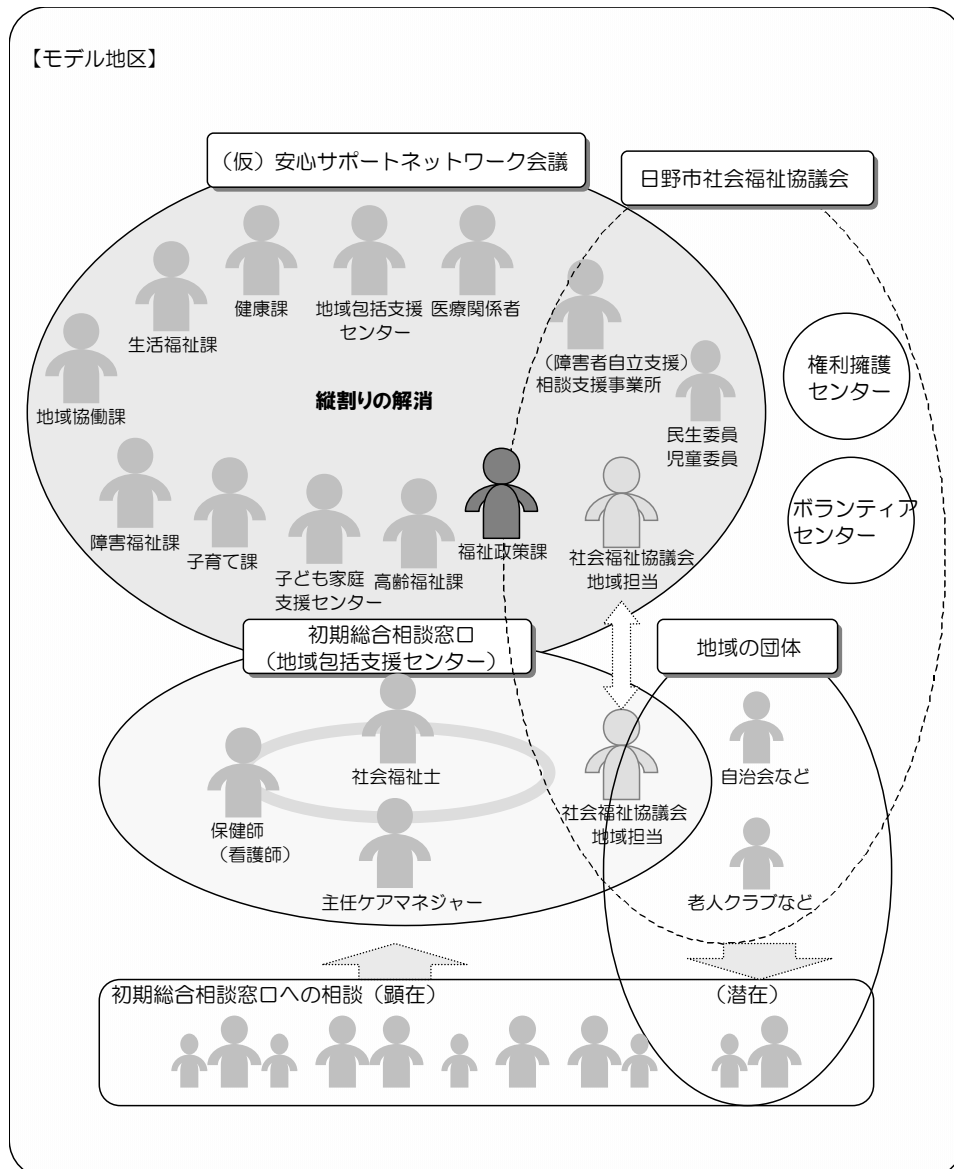 【モデル地区】
（仮）安心サポートネットワーク会議
日野市社会福祉協議会
健康課
地域包括支援
センター
医療関係者
生活福祉課
（障害者自立支援）
相談支援事業所
地域協働課
縦割りの解消
民生委員
児童委員
権利擁護
センター
障害福祉課
子育て課
子ども家庭
支援センター
高齢福祉課
福祉政策課
社会福祉協議会
地域担当
ボランティア
センター
初期総合相談窓口
（地域包括支援センター）
地域の団体
社会福祉士
保健師
（看護師）
主任ケアマネジャー
社会福祉協議会
地域担当
自治会など
老人クラブなど
初期総合相談窓口への相談（顕在）
（潜在）